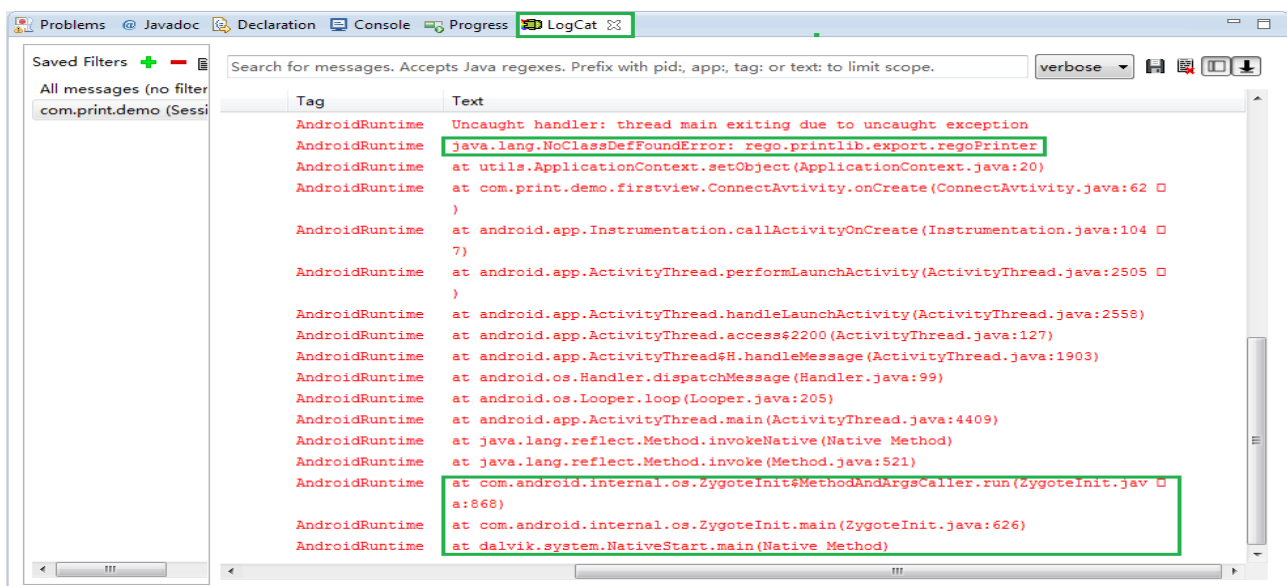 Problems @ Javadoc Declaration Console Progress LogCat
Saved Filters
Search for messages. Accepts Java regexes. Prefix with pid:, app:, tag: or text: to limit scope.
verbose
All messages (no filter
com.print.demo (Sessi
Tag Text
AndroidRuntime Uncaught handler: thread main exiting due to uncaught exception
AndroidRuntime java.lang.NoClassDefFoundError: rego.printlib.export.regoPrinter
AndroidRuntime at utils.ApplicationContext.setObject(ApplicationContext.java:20)
AndroidRuntime at com.print.demo.firstview.ConnectAvtivity.onCreate(ConnectAvtivity.java:62
)
AndroidRuntime at android.app.Instrumentation.callActivityOnCreate(Instrumentation.java:104
7)
AndroidRuntime at android.app.ActivityThread.performLaunchActivity(ActivityThread.java:2505
)
AndroidRuntime at android.app.ActivityThread.handleLaunchActivity(ActivityThread.java:2558)
AndroidRuntime at android.app.ActivityThread.access$2200(ActivityThread.java:127)
AndroidRuntime at android.app.ActivityThread$H.handleMessage(ActivityThread.java:1903)
AndroidRuntime at android.os.Handler.dispatchMessage(Handler.java:99)
AndroidRuntime at android.os.Looper.loop(Looper.java:205)
AndroidRuntime at android.app.ActivityThread.main(ActivityThread.java:4409)
AndroidRuntime at java.lang.reflect.Method.invokeNative(Native Method)
AndroidRuntime at java.lang.reflect.Method.invoke(Method.java:521)
AndroidRuntime at com.android.internal.os.ZygoteInit$MethodAndArgsCaller.run(ZygoteInit.jav
a:868)
AndroidRuntime at com.android.internal.os.ZygoteInit.main(ZygoteInit.java:626)
AndroidRuntime at dalvik.system.NativeStart.main(Native Method)